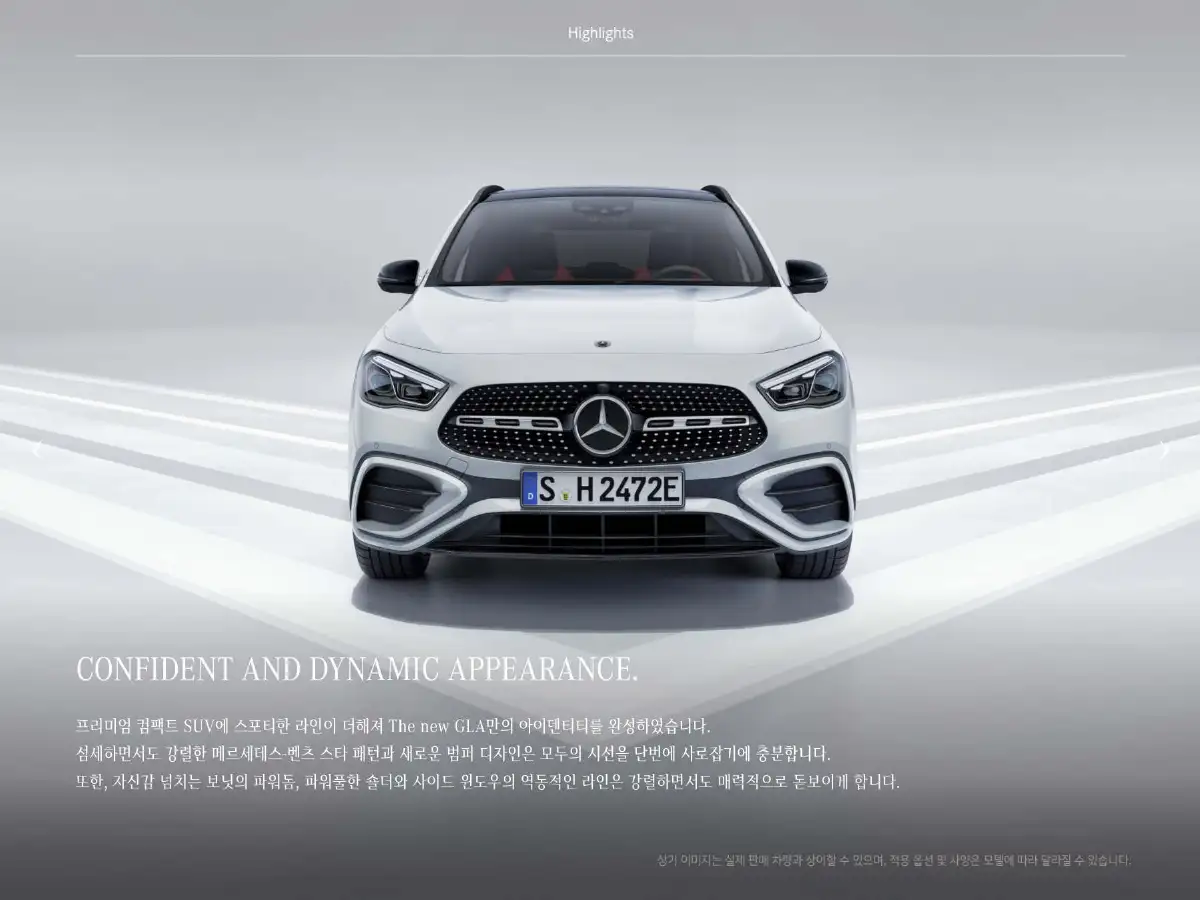 Highlights
D S H 2472E
CONFIDENT AND DYNAMIC APPEARANCE.
프리미엄 컴팩트 SUV에 스포티한 라인이 더해져 The new GLA만의 아이덴티티를 완성하였습니다.
섬세하면서도 강렬한 메르세데스-벤츠 스타 패턴과 새로운 범퍼 디자인은 모두의 시선을 단번에 사로잡기에 충분합니다.
또한, 자신감 넘치는 보닛의 파워돔, 파워풀한 숄더와 사이드 윈도우의 역동적인 라인은 강렬하면서도 매력적으로 돋보이게 합니다.
상기 이미지는 실제 판매 차량과 상이할 수 있으며, 적용 옵션 및 사양은 모델에 따라 달라질 수 있습니다.